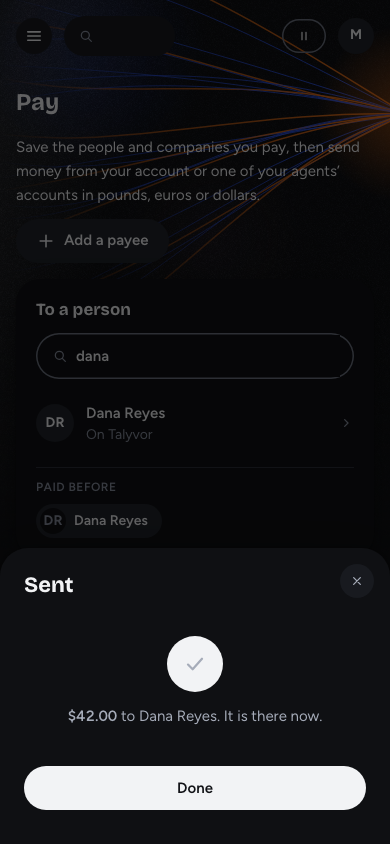 M
Pay
Save the people and companies you pay, then send
money from your account or one of your agents’
accounts in pounds, euros or dollars.
Add a payee
To a person
dana
DR
Dana Reyes
On Talyvor
PAID BEFORE
DR Dana Reyes
Sent
$42.00 to Dana Reyes. It is there now.
Done